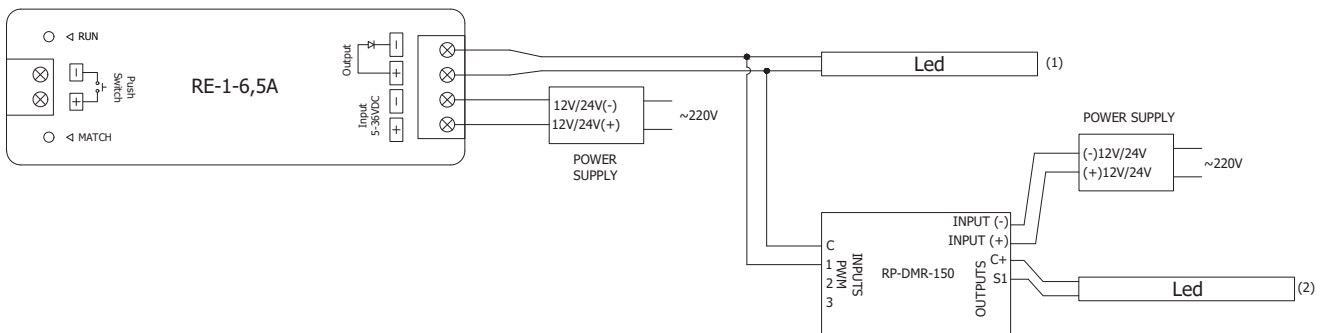 RUN
Push
Switch
−
+
MATCH
RE-1-6,5A
Output
−
+
Input
5-36VDC
−
+
12V/24V(-)
12V/24V(+)
~220V
POWER
SUPPLY
Led
(1)
POWER SUPPLY
(-)12V/24V
(+)12V/24V
~220V
C
1
2
3
INPUTS
PWM
RP-DMR-150
INPUT (-)
INPUT (+)
OUTPUTS
C+
S1
Led
(2)